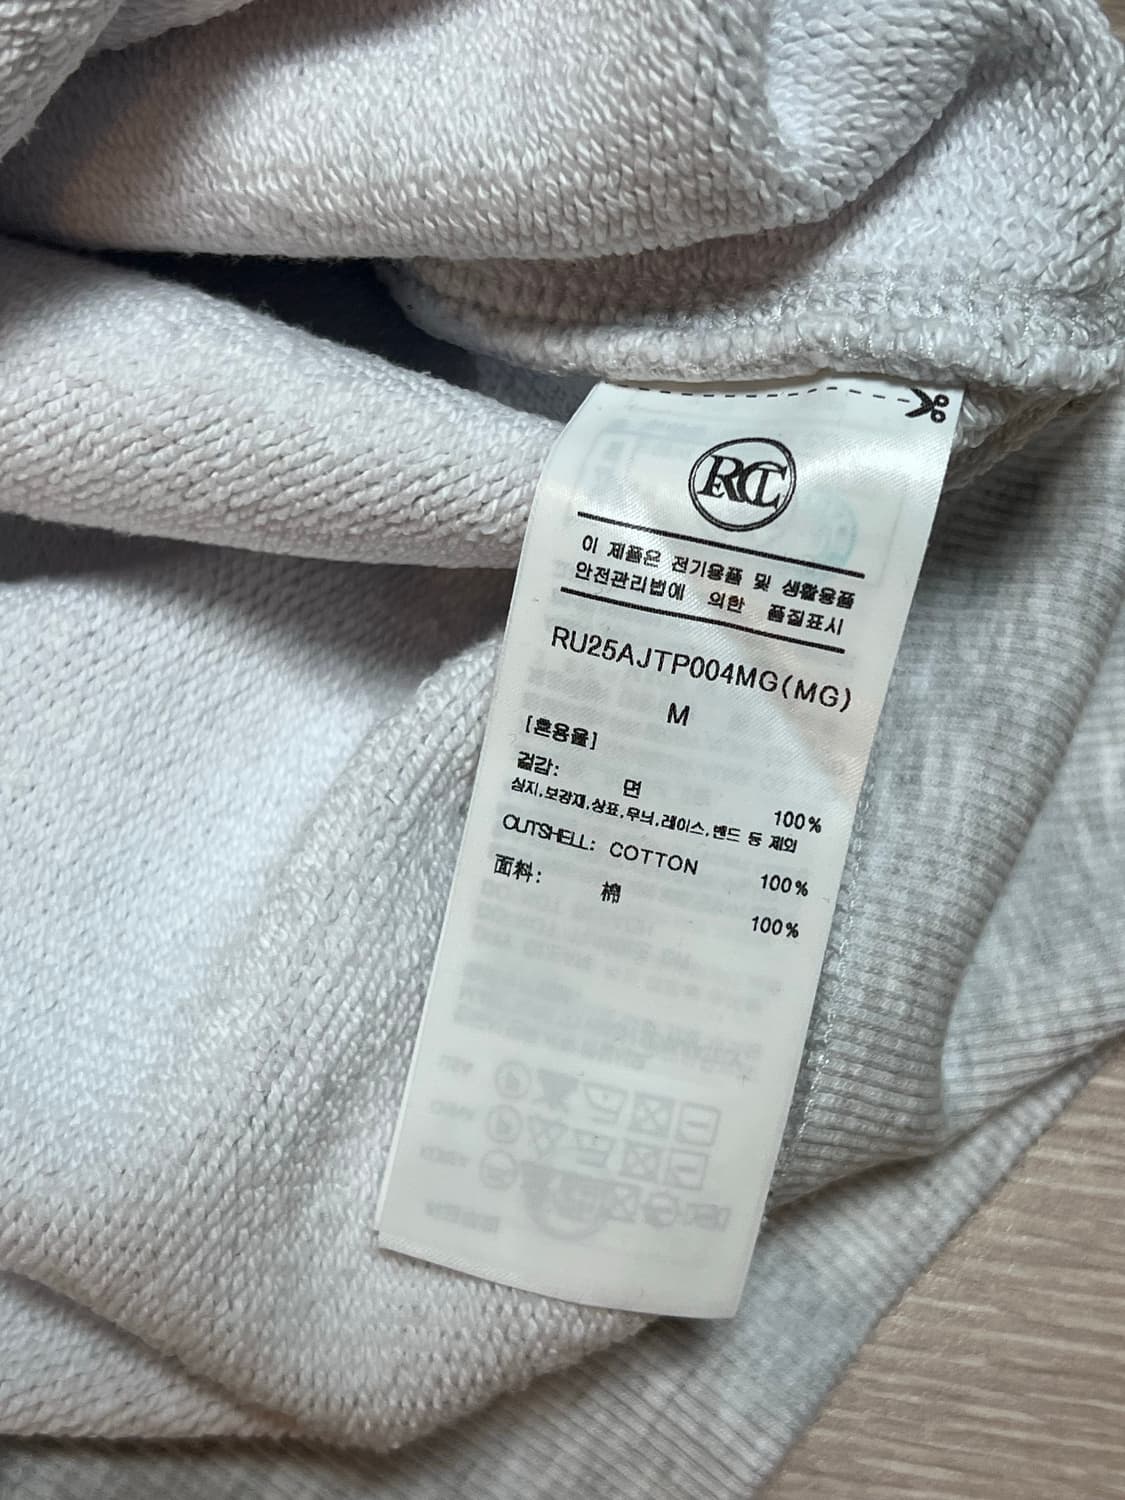 RCT
이 제품은 전기용품 및 생활용품
안전관리법에 의한 품질표시
RU25AJTP004MG(MG)
M
[혼용율]
겉감: 면 100%
심지,보강재,상표,무늬,레이스,밴드 등 제외
OUTSHELL: COTTON 100%
面料: 棉 100%